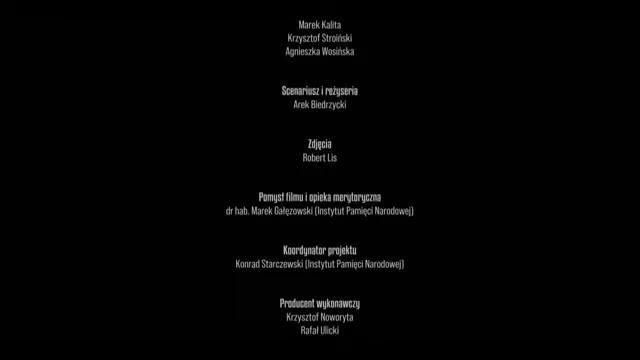 Marek Kalita
Krzysztof Stroiński
Agnieszka Wosińska
Scenariusz i reżyseria
Arek Biedrzycki
Zdjęcia
Robert Lis
Pomysł filmu i opieka merytoryczna
dr hab. Marek Gałęzowski (Instytut Pamięci Narodowej)
Koordynator projektu
Konrad Starczewski (Instytut Pamięci Narodowej)
Producent wykonawczy
Krzysztof Noworyta
Rafał Ulicki